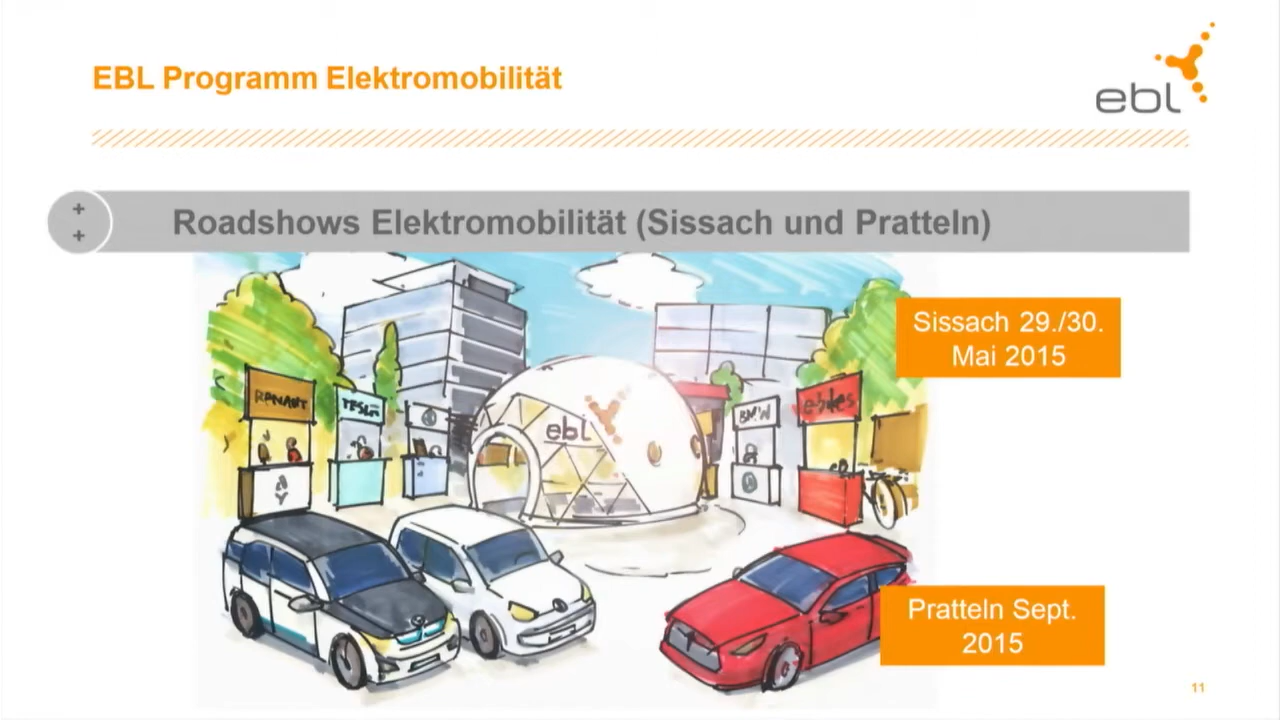 EBL Programm Elektromobilität
ebl
+
+
Roadshows Elektromobilität (Sissach und Pratteln)
Sissach 29./30.
Mai 2015
RENAULT
TESLA
ebl
BMW
Pratteln Sept.
2015
11